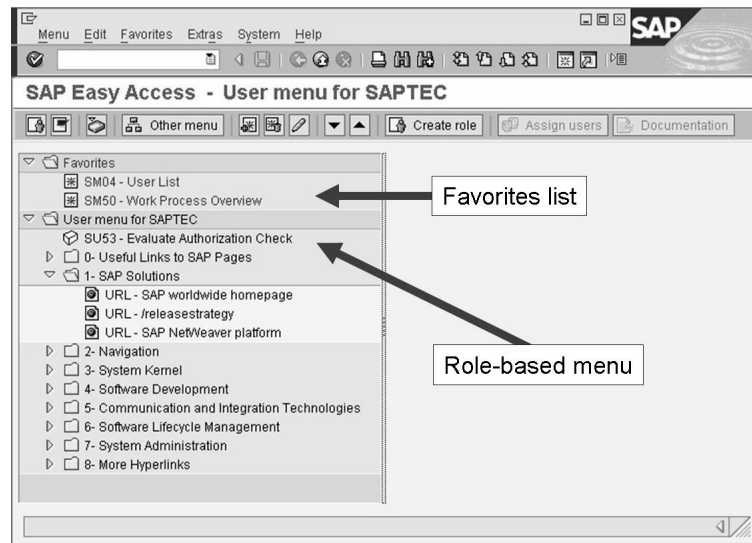 Menu Edit Favorites Extras System Help
SAP
SAP Easy Access - User menu for SAPTEC
Other menu Create role Assign users Documentation
Favorites
SM04 - User List
SM50 - Work Process Overview
Favorites list
User menu for SAPTEC
SU53 - Evaluate Authorization Check
0- Useful Links to SAP Pages
1- SAP Solutions
URL - SAP worldwide homepage
URL - /releasestrategy
URL - SAP NetWeaver platform
2- Navigation
Role-based menu
3- System Kernel
4- Software Development
5- Communication and Integration Technologies
6- Software Lifecycle Management
7- System Administration
8- More Hyperlinks